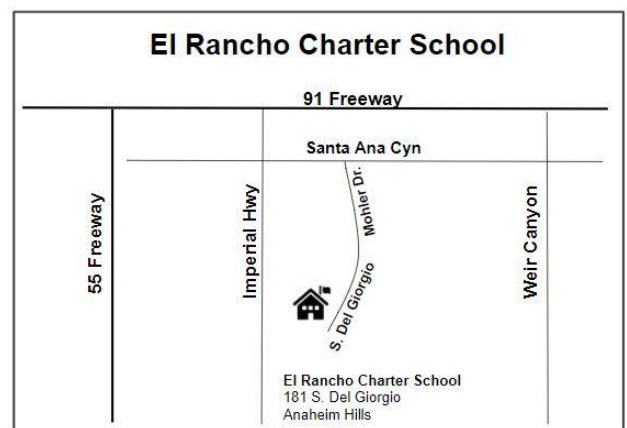 El Rancho Charter School
91 Freeway
Santa Ana Cyn
Mohler Dr.
55 Freeway
Imperial Hwy
Weir Canyon
S. Del Giorgio
El Rancho Charter School
181 S. Del Giorgio
Anaheim Hills